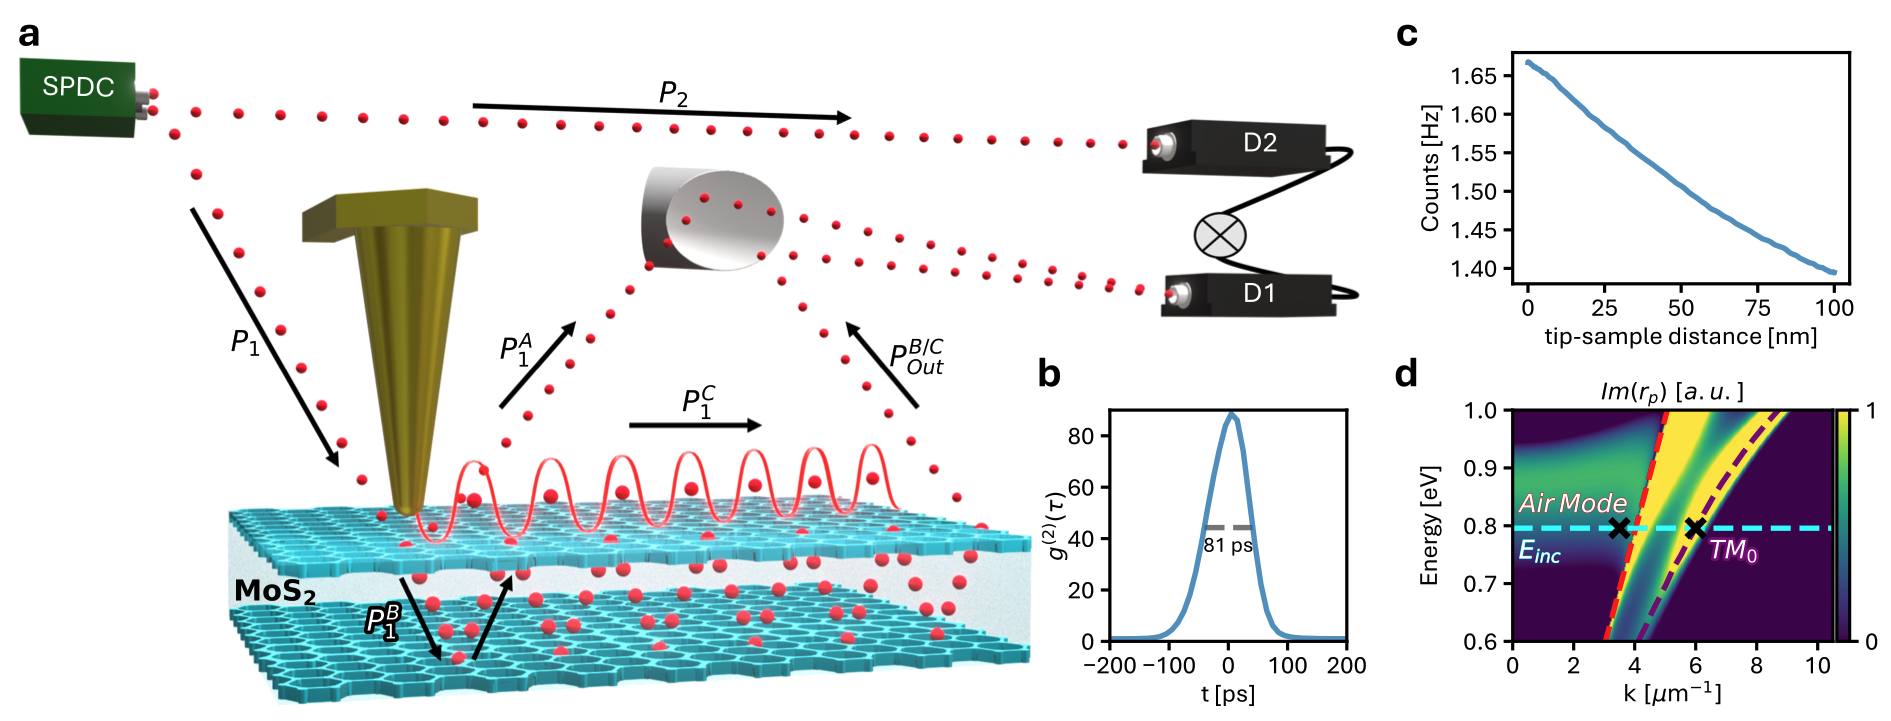 a
SPDC
P₂
D2
D1
P₁
P₁ᴬ
P₁ꟲ
P_Out^{B/C}
MoS₂
P₁ᴮ
b
g⁽²⁾(τ)
80
60
40
20
0
81 ps
−200 −100 0 100 200
t [ps]
c
Counts [Hz]
1.65
1.60
1.55
1.50
1.45
1.40
0 25 50 75 100
tip-sample distance [nm]
d
Im(rₚ) [a.u.]
Energy [eV]
1.0
0.9
0.8
0.7
0.6
Air Mode
E_inc
TM₀
0 2 4 6 8 10
k [μm⁻¹]
1
0